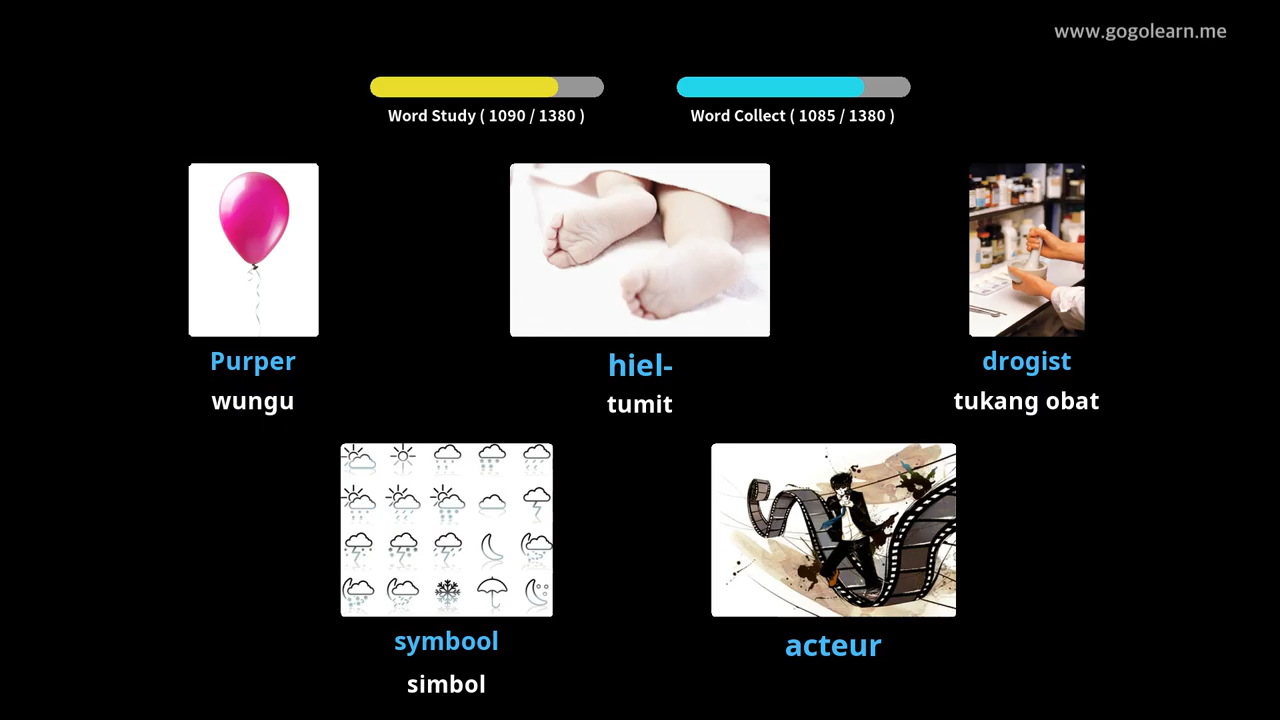 www.gogolearn.me
Word Study ( 1090 / 1380 )
Word Collect ( 1085 / 1380 )
Purper
wungu
hiel-
tumit
drogist
tukang obat
symbool
simbol
acteur